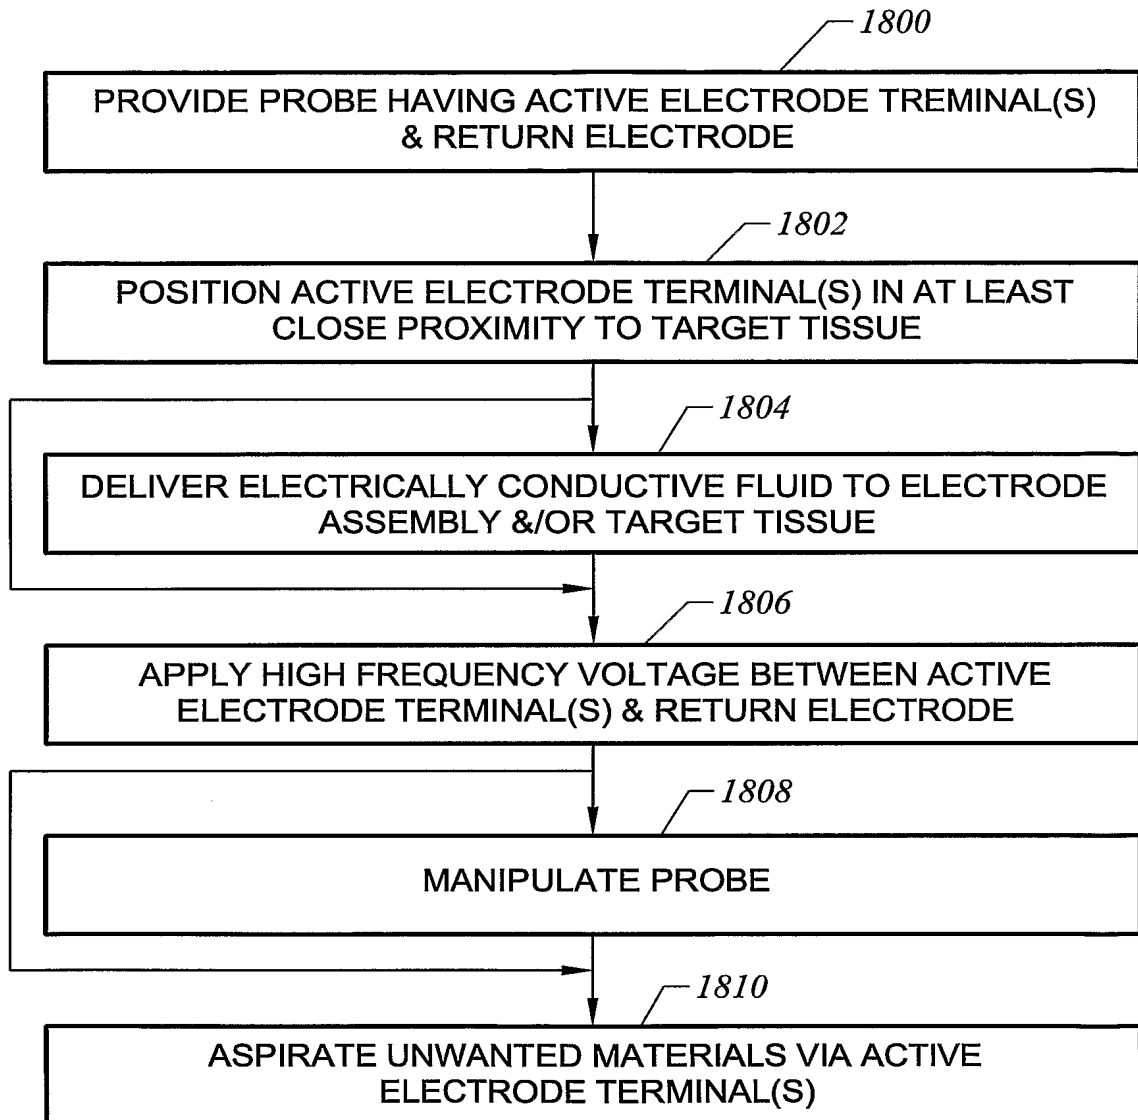 1800
PROVIDE PROBE HAVING ACTIVE ELECTRODE TREMINAL(S)
& RETURN ELECTRODE
1802
POSITION ACTIVE ELECTRODE TERMINAL(S) IN AT LEAST
CLOSE PROXIMITY TO TARGET TISSUE
1804
DELIVER ELECTRICALLY CONDUCTIVE FLUID TO ELECTRODE
ASSEMBLY &/OR TARGET TISSUE
1806
APPLY HIGH FREQUENCY VOLTAGE BETWEEN ACTIVE
ELECTRODE TERMINAL(S) & RETURN ELECTRODE
1808
MANIPULATE PROBE
1810
ASPIRATE UNWANTED MATERIALS VIA ACTIVE
ELECTRODE TERMINAL(S)